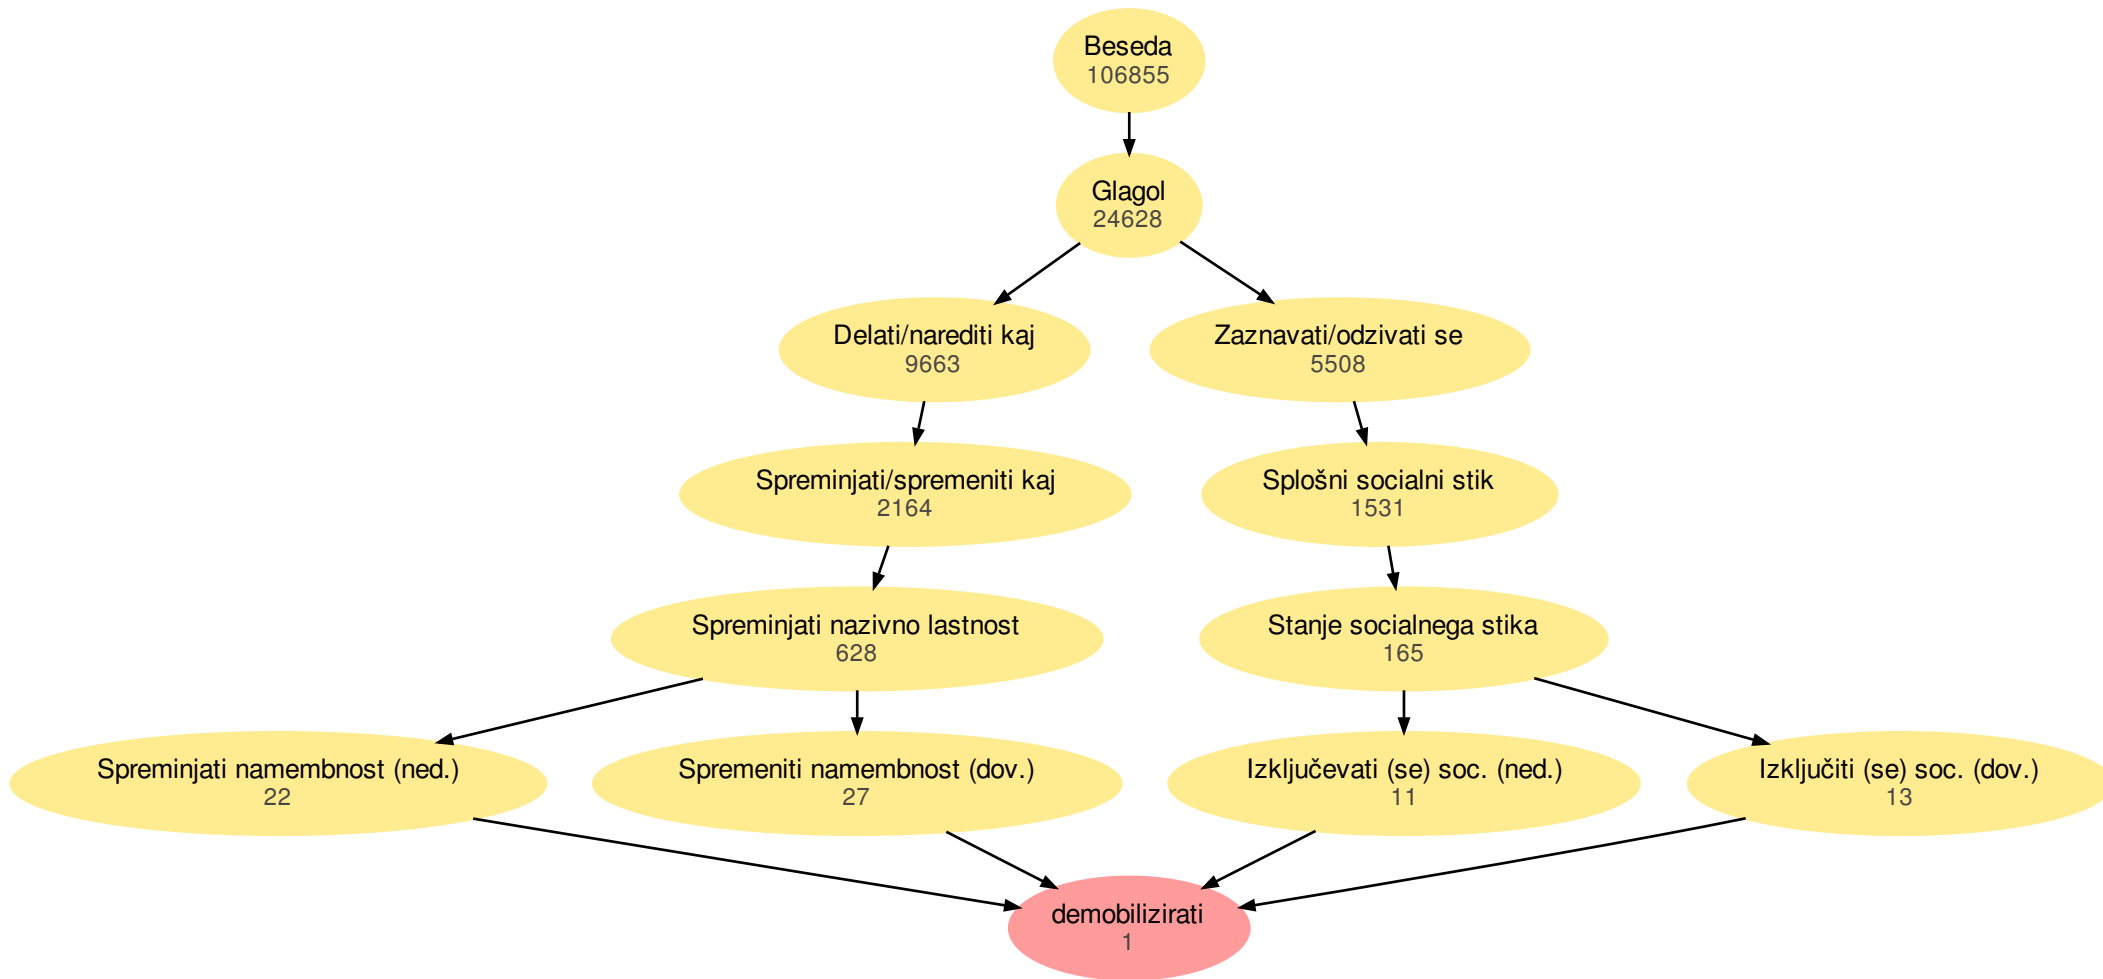 Beseda
106855
Glagol
24628
Delati/narediti kaj
9663
Zaznavati/odzivati se
5508
Spreminjati/spremeniti kaj
2164
Splošni socialni stik
1531
Spreminjati nazivno lastnost
628
Stanje socialnega stika
165
Spreminjati namembnost (ned.)
22
Spremeniti namembnost (dov.)
27
Izključevati (se) soc. (ned.)
11
Izključiti (se) soc. (dov.)
13
demobilizirati
1